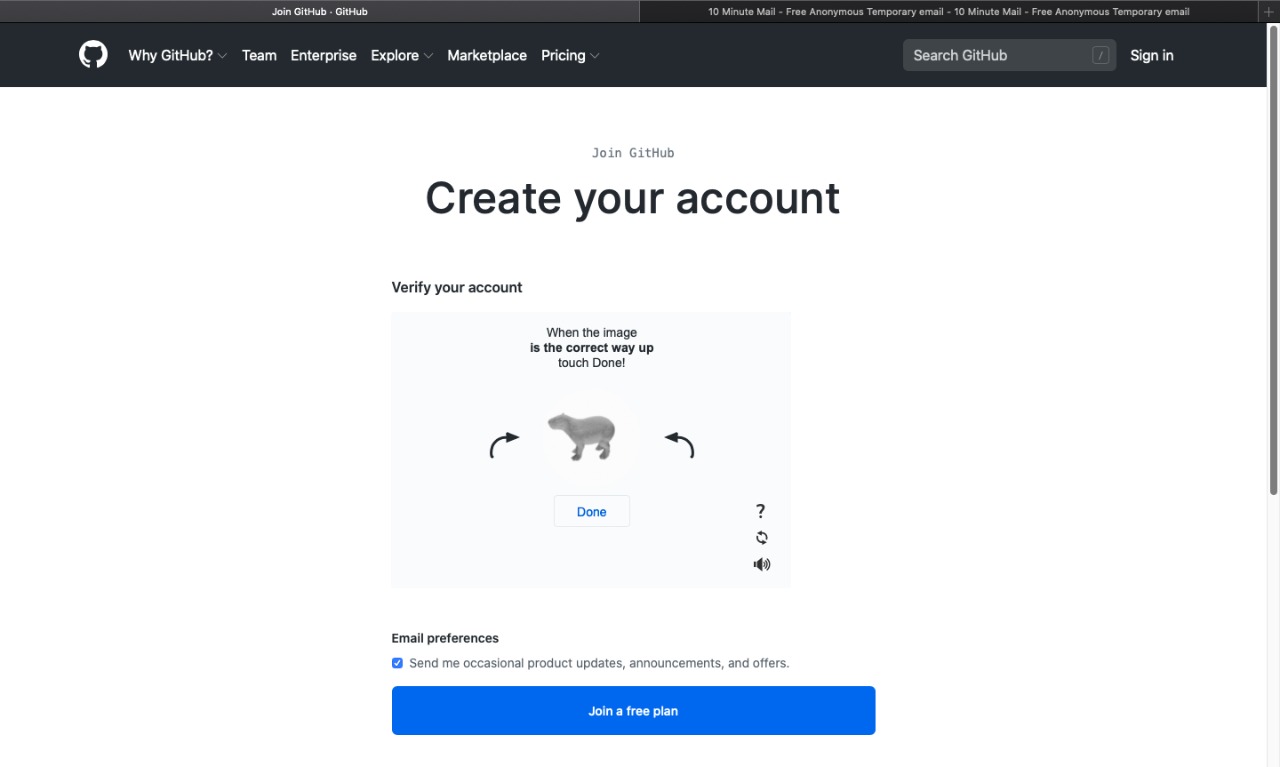 Join GitHub · GitHub
10 Minute Mail - Free Anonymous Temporary email - 10 Minute Mail - Free Anonymous Temporary email
+
Why GitHub? Team Enterprise Explore Marketplace Pricing
Search GitHub / Sign in
Join GitHub
Create your account
Verify your account
When the image
is the correct way up
touch Done!
Done
?
Email preferences
Send me occasional product updates, announcements, and offers.
Join a free plan